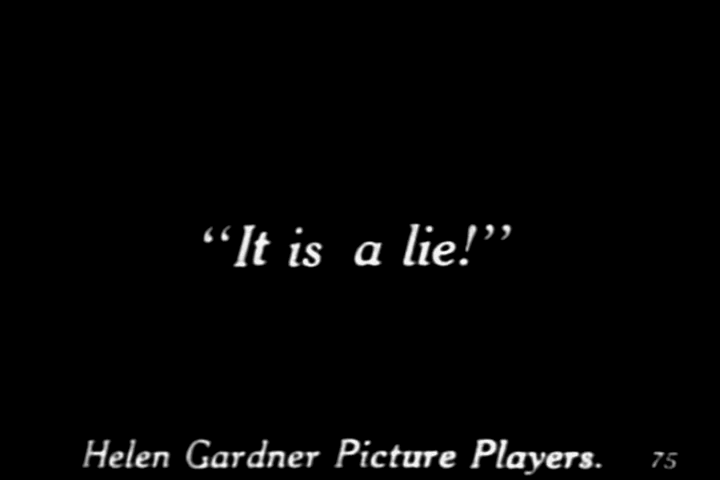 “It is a lie!”
Helen Gardner Picture Players. 75